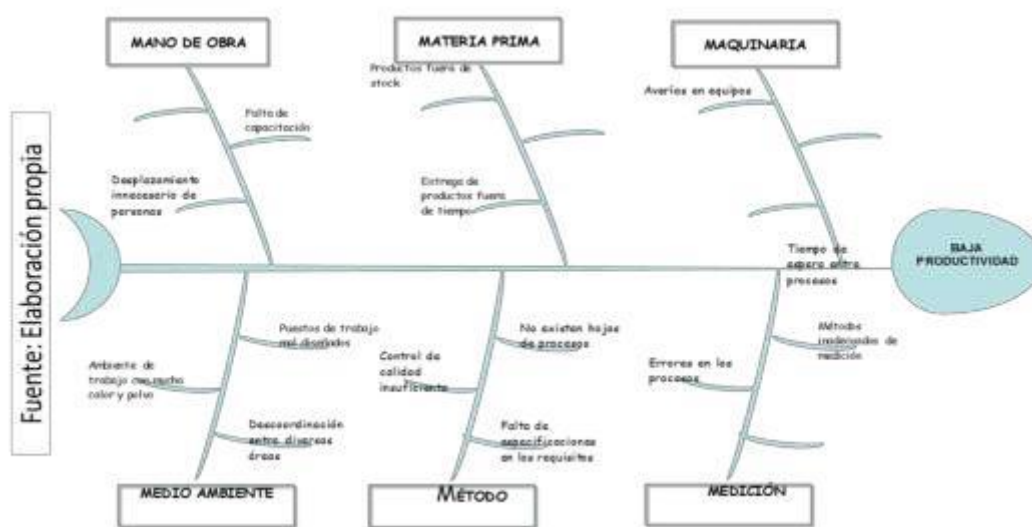 MANO DE OBRA
MATERIA PRIMA
MAQUINARIA
Productos fuera de
stock
Averías en equipos
Falta de
capacitación
Desplazamiento
innecesario de
personas
Entrega de
productos fuera
de tiempo
Fuente: Elaboración propia
BAJA
PRODUCTIVIDAD
Tiempo de
espera entre
procesos
Puestos de trabajo
mal diseñados
No existen hojas
de procesos
Métodos
inadecuados de
medición
Ambiente de
trabajo con mucho
calor y polvo
Control de
calidad
insuficiente
Errores en los
procesos
Descoordinación
entre diversas
áreas
Falta de
especificaciones
en los requisitos
MEDIO AMBIENTE
MÉTODO
MEDICIÓN